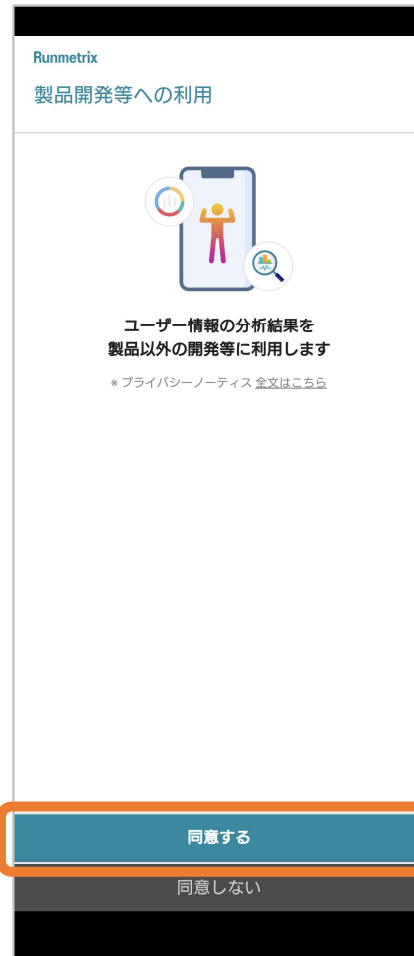 Runmetrix
製品開発等への利用
ユーザー情報の分析結果を
製品以外の開発等に利用します
* プライバシーノーティス 全文はこちら
同意する
同意しない